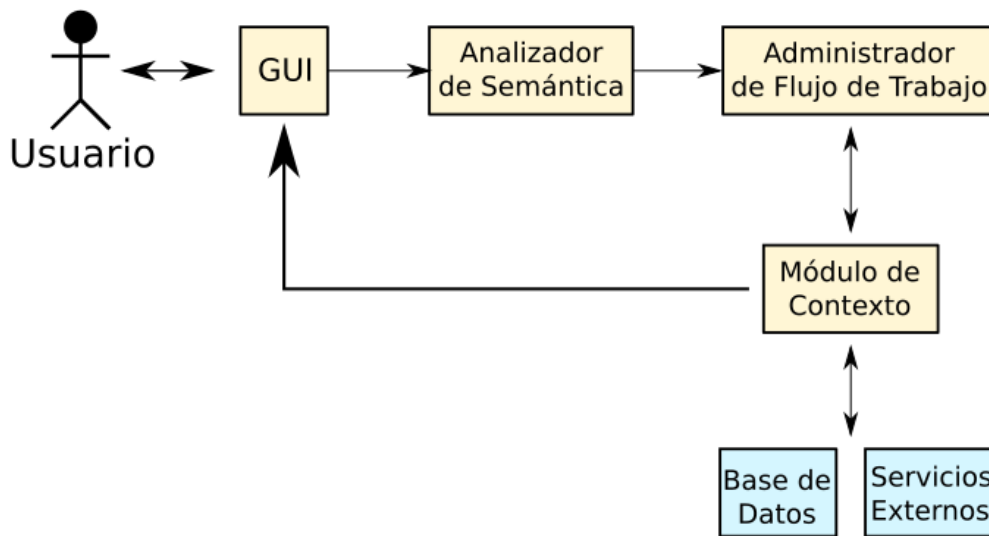 GUI
Analizador
de Semántica
Administrador
de Flujo de Trabajo
Usuario
Módulo de
Contexto
Base de
Datos
Servicios
Externos